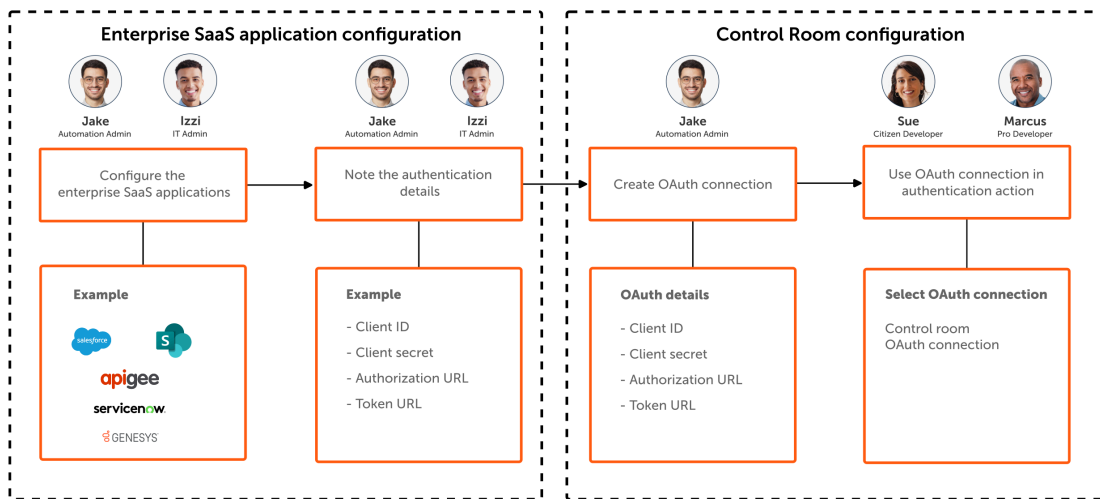 Enterprise SaaS application configuration
Jake
Automation Admin
Izzi
IT Admin
Jake
Automation Admin
Izzi
IT Admin
Configure the
enterprise SaaS applications
Note the authentication
details
Example
salesforce
S
apigee
servicenow
GENESYS
Example
- Client ID
- Client secret
- Authorization URL
- Token URL
Control Room configuration
Jake
Automation Admin
Sue
Citizen Developer
Marcus
Pro Developer
Create OAuth connection
Use OAuth connection in
authentication action
OAuth details
- Client ID
- Client secret
- Authorization URL
- Token URL
Select OAuth connection
Control room
OAuth connection